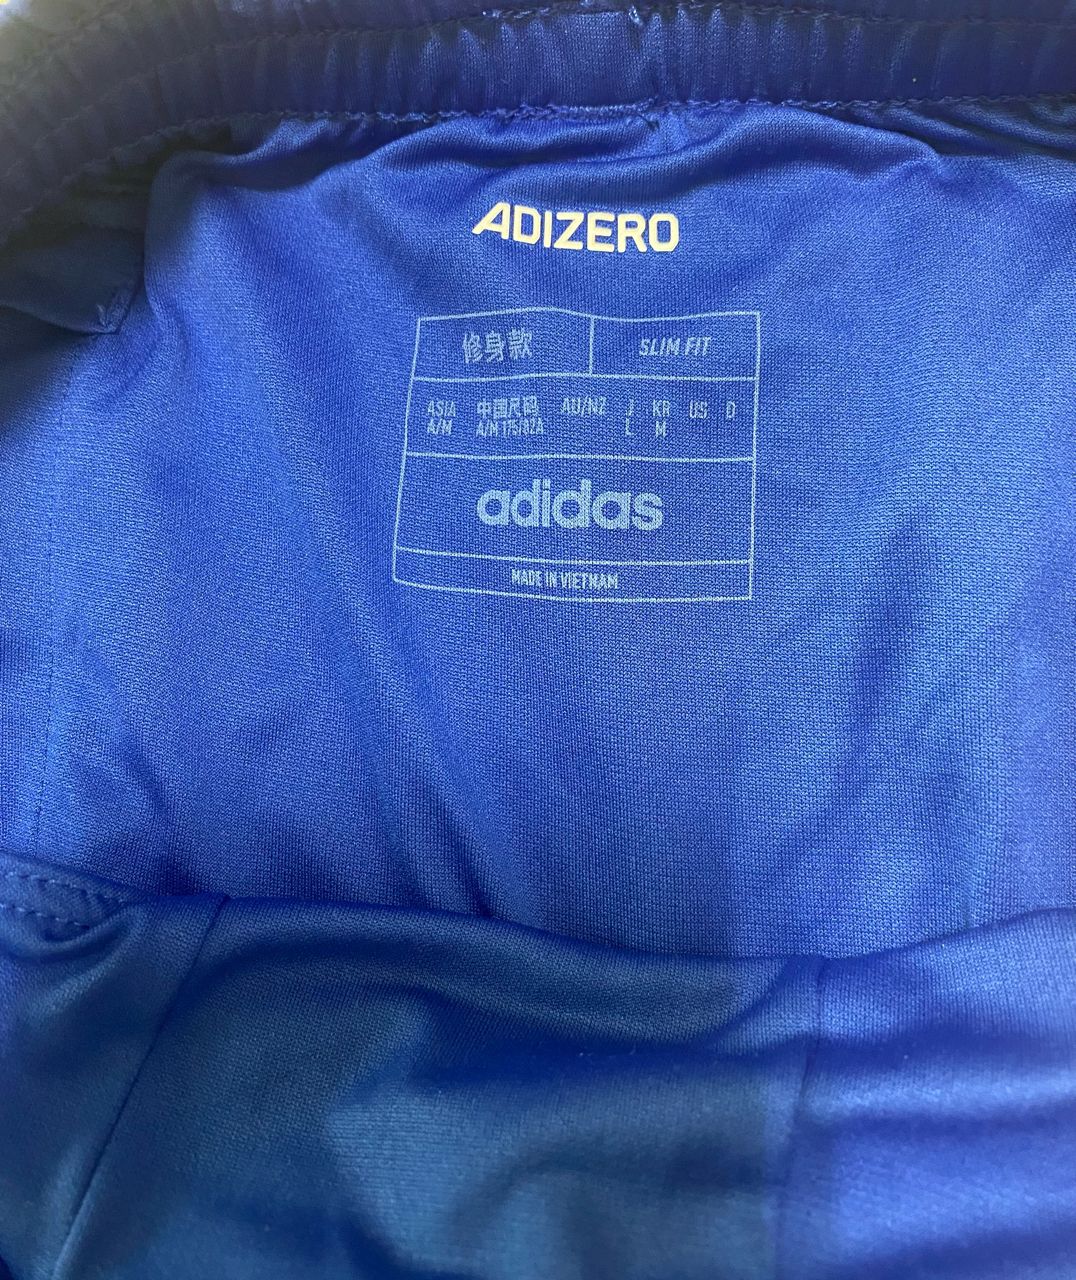 ADIZERO
修身款 SLIM FIT
ASIA 中国尺码 AU/NZ J KR US D
A/M A/M 175/82A L M
adidas
MADE IN VIETNAM